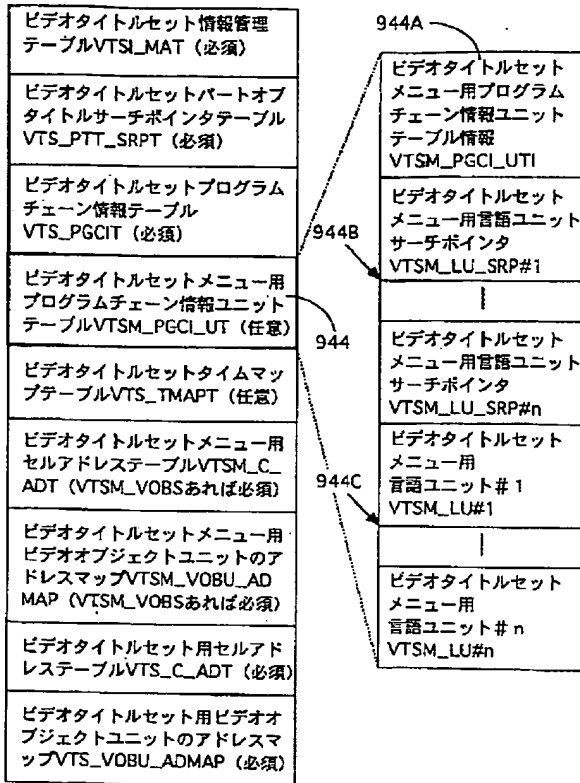 ビデオタイトルセット情報管理
テーブルVTSI_MAT（必須）
ビデオタイトルセットパートオブ
タイトルサーチポインタテーブル
VTS_PTT_SRPT（必須）
ビデオタイトルセットプログラム
チェーン情報テーブル
VTS_PGCIT（必須）
ビデオタイトルセットメニュー用
プログラムチェーン情報ユニット
テーブルVTSM_PGCI_UT（任意）
ビデオタイトルセットタイムマッ
プテーブルVTS_TMAPT（任意）
ビデオタイトルセットメニュー用
セルアドレステーブルVTSM_C_
ADT（VTSM_VOBSあれば必須）
ビデオタイトルセットメニュー用
ビデオオブジェクトユニットのア
ドレスマップVTSM_VOBU_AD
MAP（VTSM_VOBSあれば必須）
ビデオタイトルセット用セルアド
レステーブルVTS_C_ADT（必須）
ビデオタイトルセット用ビデオオ
ブジェクトユニットのアドレスマ
ップVTS_VOBU_ADMAP（必須）
944
944A
ビデオタイトルセット
メニュー用プログラム
チェーン情報ユニット
テーブル情報
VTSM_PGCI_UTI
944B
ビデオタイトルセット
メニュー用言語ユニット
サーチポインタ
VTSM_LU_SRP#1
ビデオタイトルセット
メニュー用言語ユニット
サーチポインタ
VTSM_LU_SRP#n
944C
ビデオタイトルセット
メニュー用
言語ユニット＃1
VTSM_LU#1
ビデオタイトルセット
メニュー用
言語ユニット＃n
VTSM_LU#n